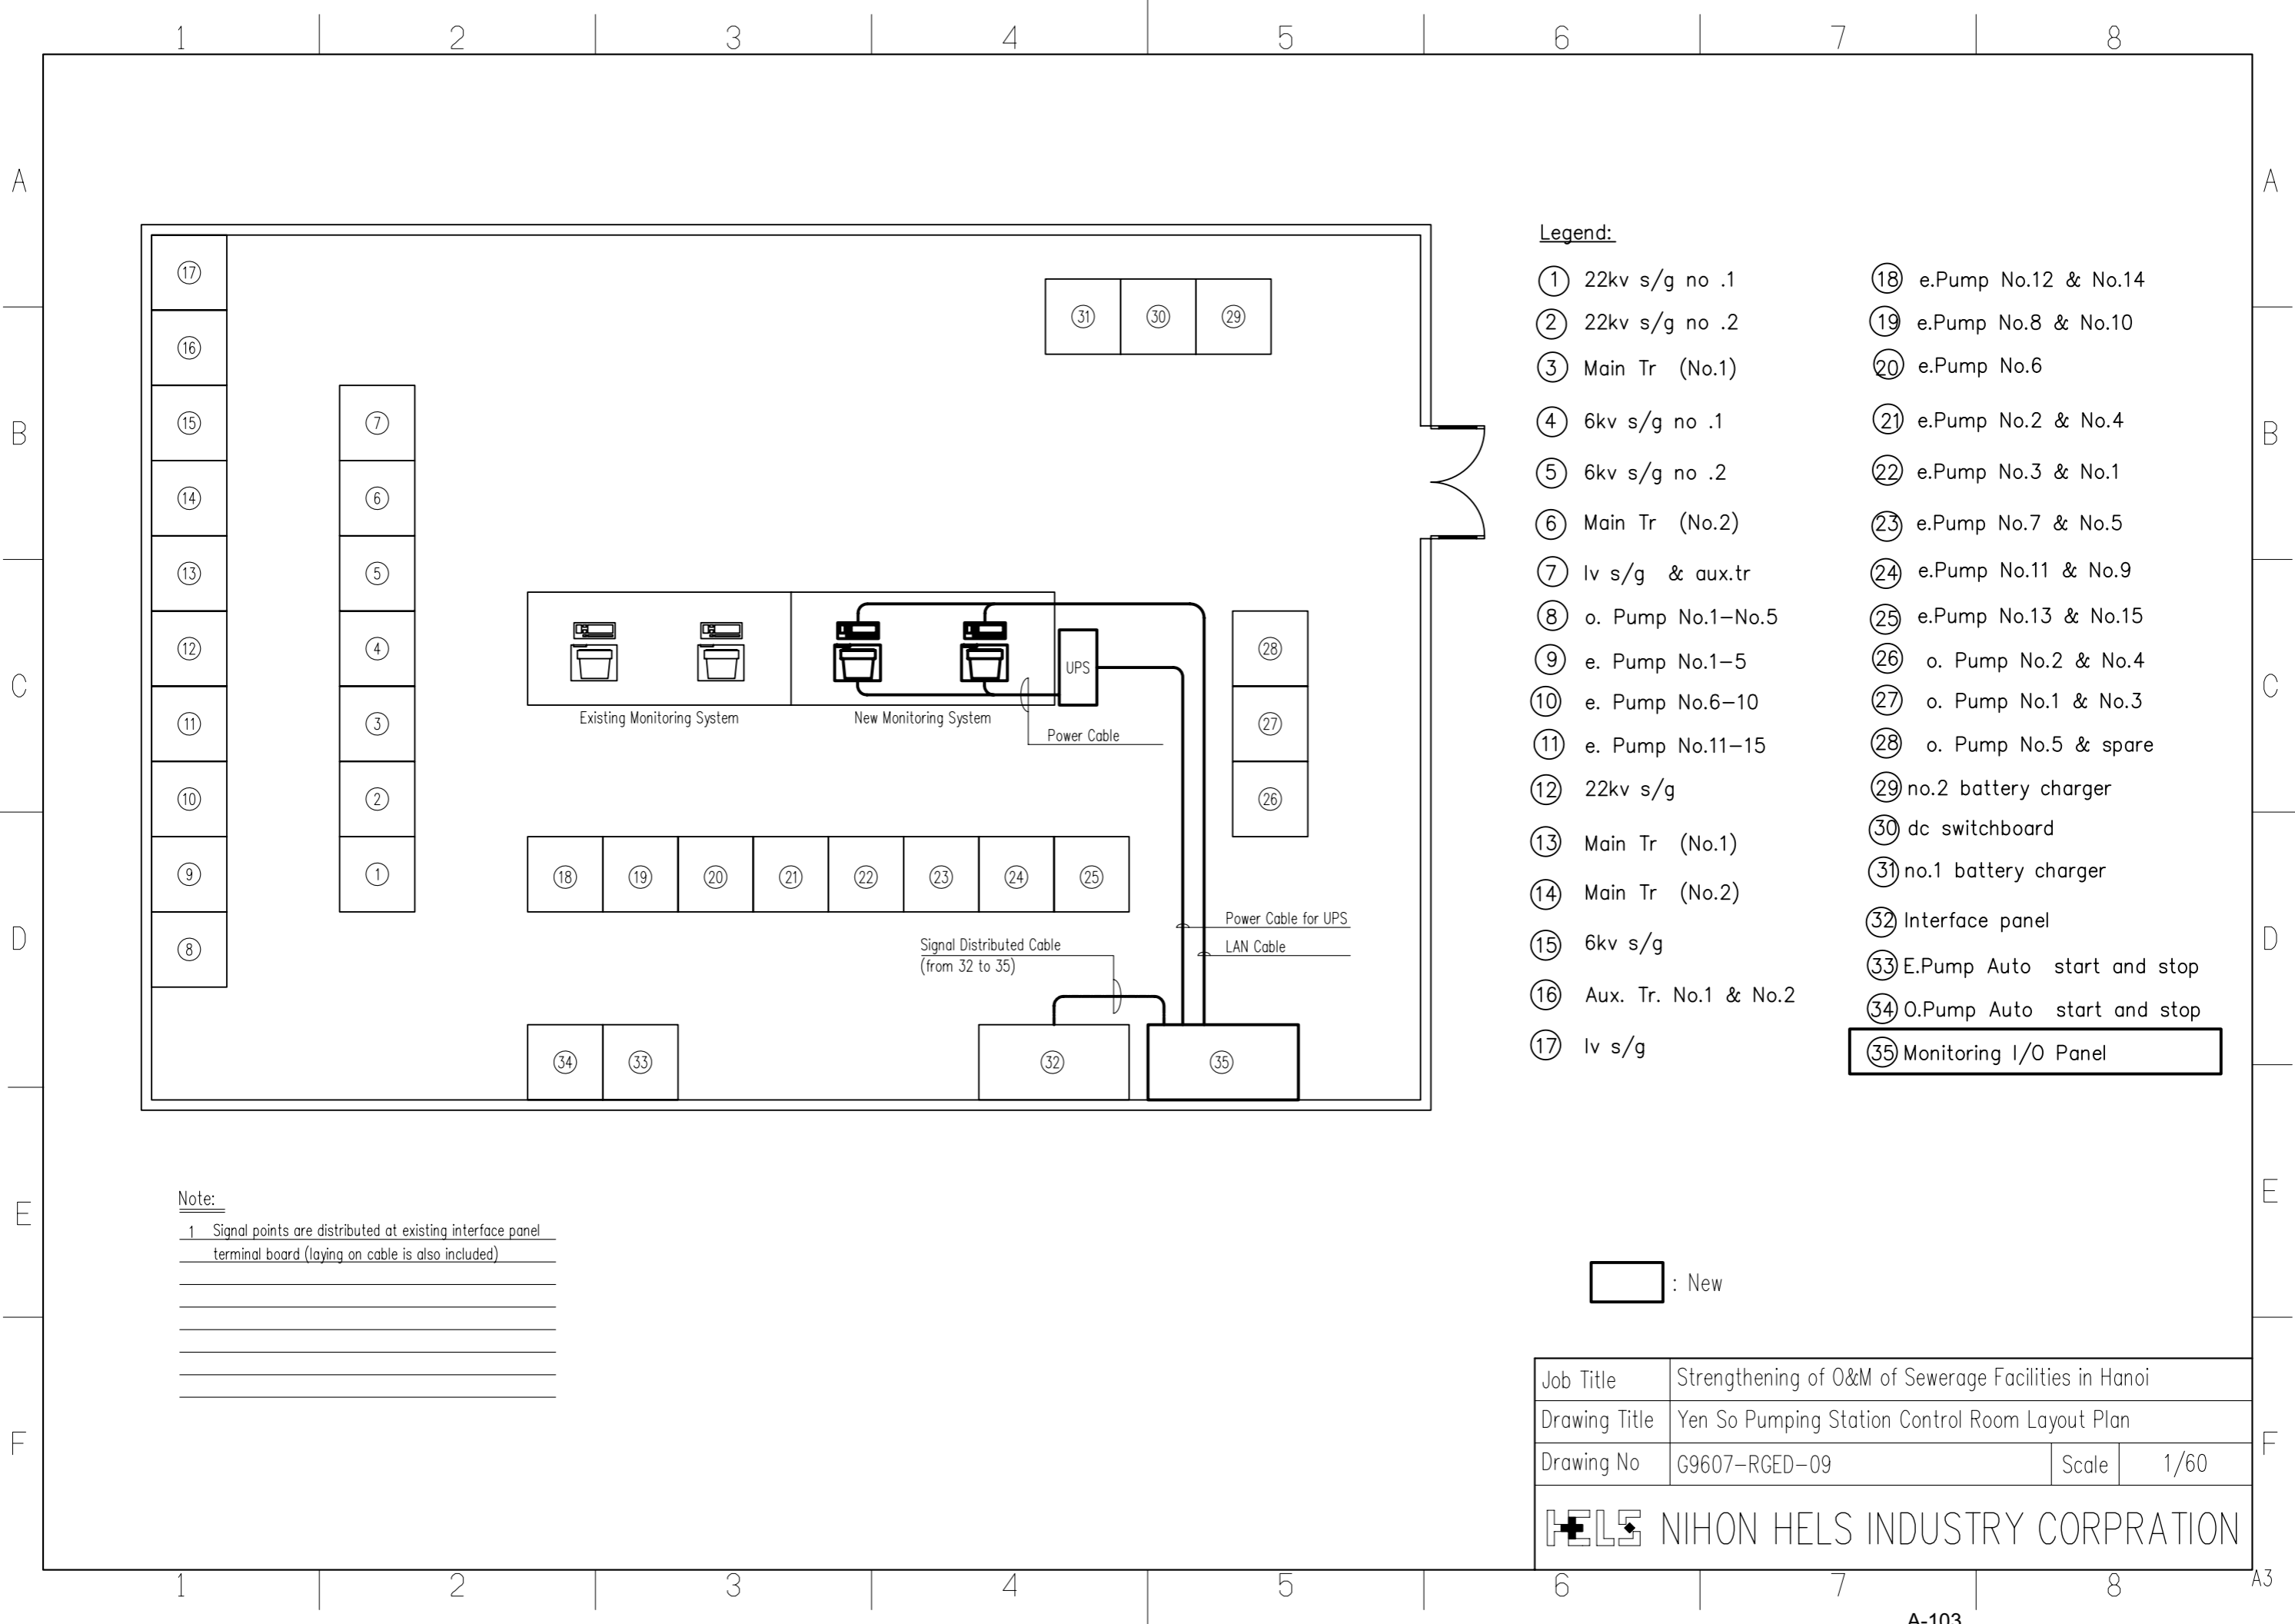 1 2 3 4 5 6 7 8
A A
B B
C C
D D
E E
F F
17
16
15
14
13
12
11
10
9
8
7
6
5
4
3
2
1
31 30 29
UPS
Existing Monitoring System
New Monitoring System
Power Cable
28
27
26
18 19 20 21 22 23 24 25
Power Cable for UPS
LAN Cable
Signal Distributed Cable
(from 32 to 35)
34 33 32 35
Legend:
1 22kv s/g no .1
2 22kv s/g no .2
3 Main Tr (No.1)
4 6kv s/g no .1
5 6kv s/g no .2
6 Main Tr (No.2)
7 lv s/g & aux.tr
8 o. Pump No.1-No.5
9 e. Pump No.1-5
10 e. Pump No.6-10
11 e. Pump No.11-15
12 22kv s/g
13 Main Tr (No.1)
14 Main Tr (No.2)
15 6kv s/g
16 Aux. Tr. No.1 & No.2
17 lv s/g
18 e.Pump No.12 & No.14
19 e.Pump No.8 & No.10
20 e.Pump No.6
21 e.Pump No.2 & No.4
22 e.Pump No.3 & No.1
23 e.Pump No.7 & No.5
24 e.Pump No.11 & No.9
25 e.Pump No.13 & No.15
26 o. Pump No.2 & No.4
27 o. Pump No.1 & No.3
28 o. Pump No.5 & spare
29 no.2 battery charger
30 dc switchboard
31 no.1 battery charger
32 Interface panel
33 E.Pump Auto start and stop
34 O.Pump Auto start and stop
35 Monitoring I/O Panel
Note:
1 Signal points are distributed at existing interface panel
terminal board (laying on cable is also included)
: New
Job Title Strengthening of O&M of Sewerage Facilities in Hanoi
Drawing Title Yen So Pumping Station Control Room Layout Plan
Drawing No G9607-RGED-09 Scale 1/60
HELS NIHON HELS INDUSTRY CORPRATION
1 2 3 4 5 6 7 8 A3
A-103